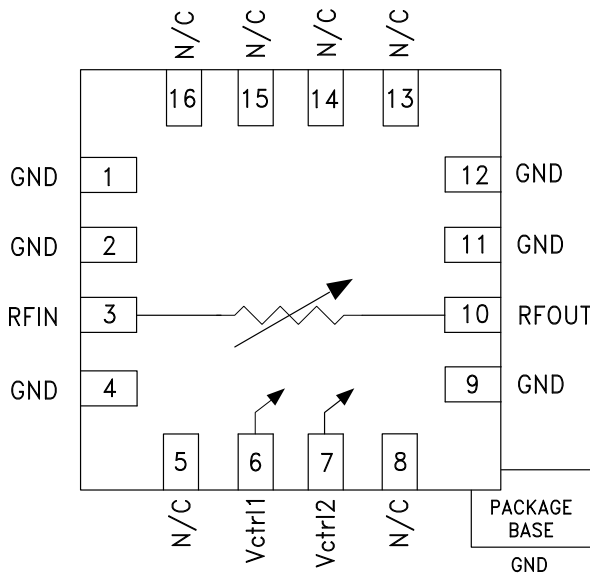 N/C N/C N/C N/C
16 15 14 13
GND 1 12 GND
GND 2 11 GND
RFIN 3 10 RFOUT
GND 4 9 GND
5 6 7 8
N/C Vctrl1 Vctrl2 N/C
PACKAGE
BASE
GND